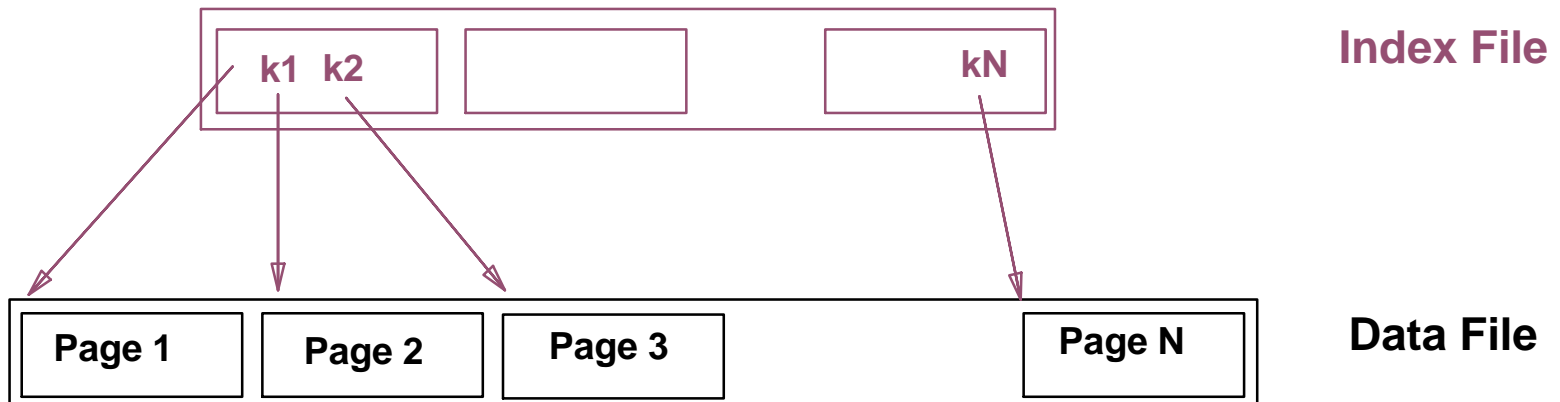 k1 k2 kN Index File
Page 1 Page 2 Page 3 Page N Data File